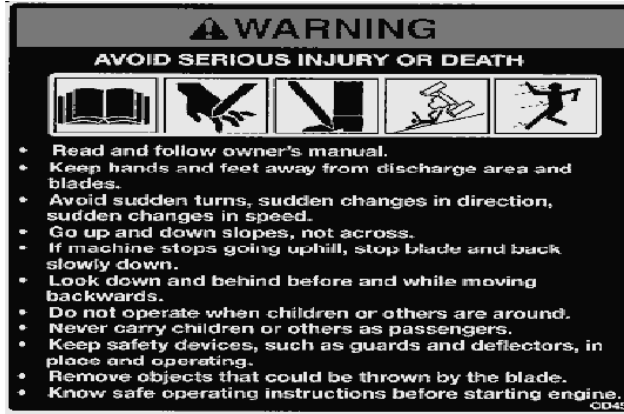 WARNING
AVOID SERIOUS INJURY OR DEATH
• Read and follow owner's manual.
• Keep hands and feet away from discharge area and
blades.
• Avoid sudden turns, sudden changes in direction,
sudden changes in speed.
• Go up and down slopes, not across.
• If machine stops going uphill, stop blade and back
slowly down.
• Look down and behind before and while moving
backwards.
• Do not operate when children or others are around.
• Never carry children or others as passengers.
• Keep safety devices, such as guards and deflectors, in
place and operating.
• Remove objects that could be thrown by the blade.
• Know safe operating instructions before starting engine.